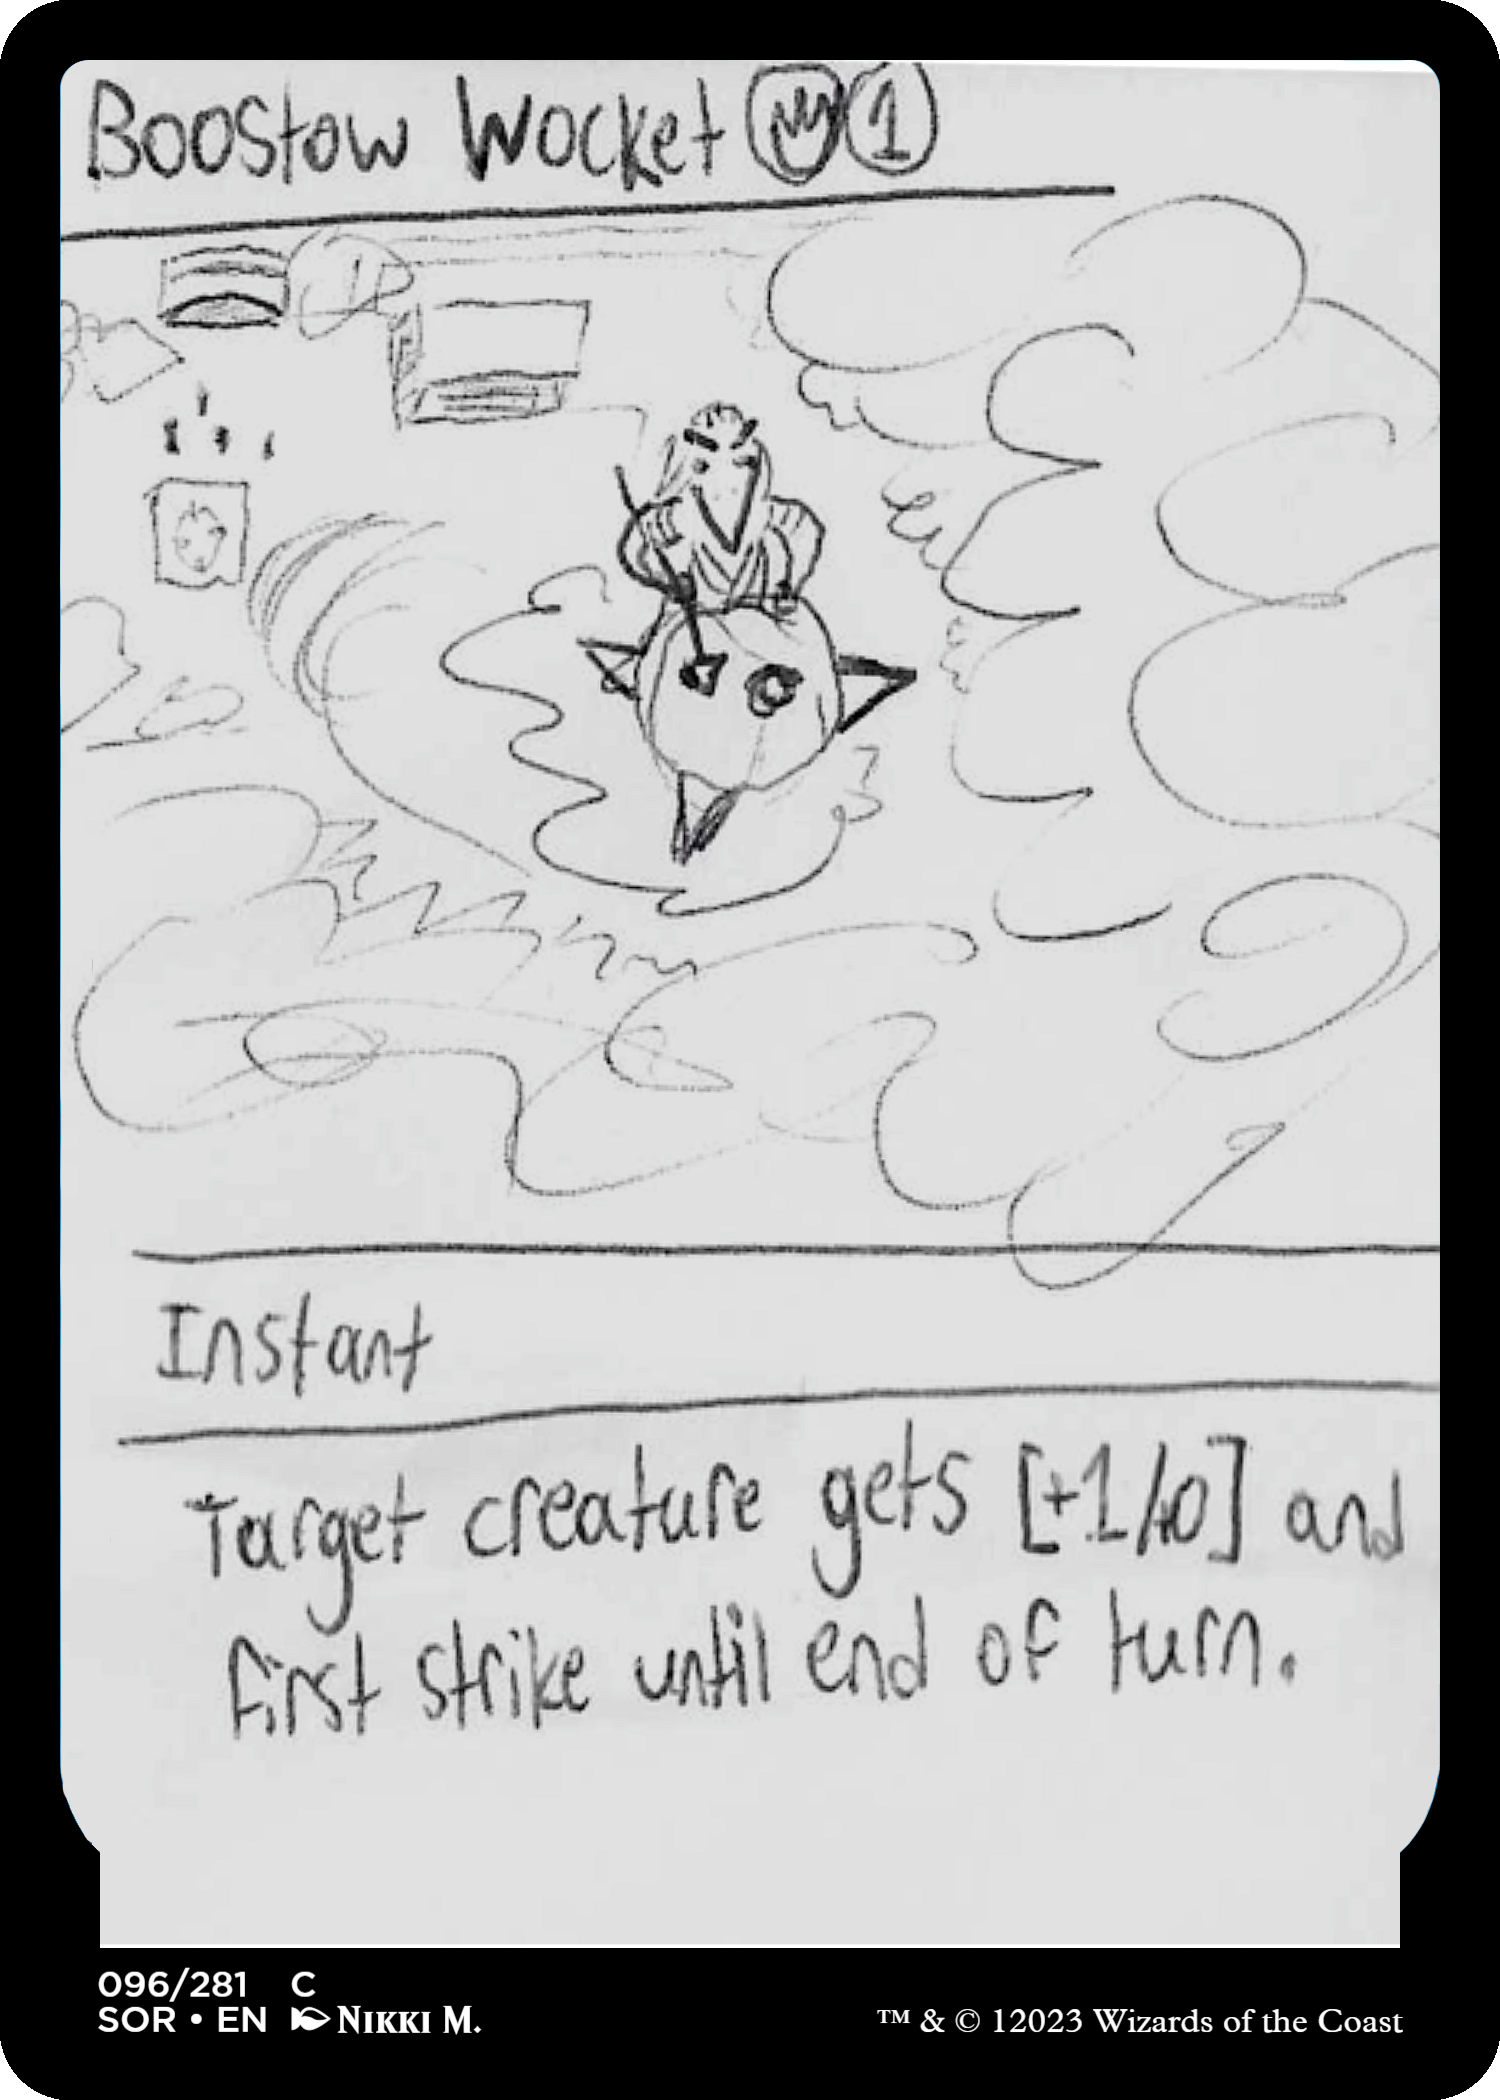 Boostow Wocket 1
Instant
Target creature gets [+1/+0] and
first strike until end of turn.
096/281 C
SOR • EN NIKKI M.
™ & © 12023 Wizards of the Coast